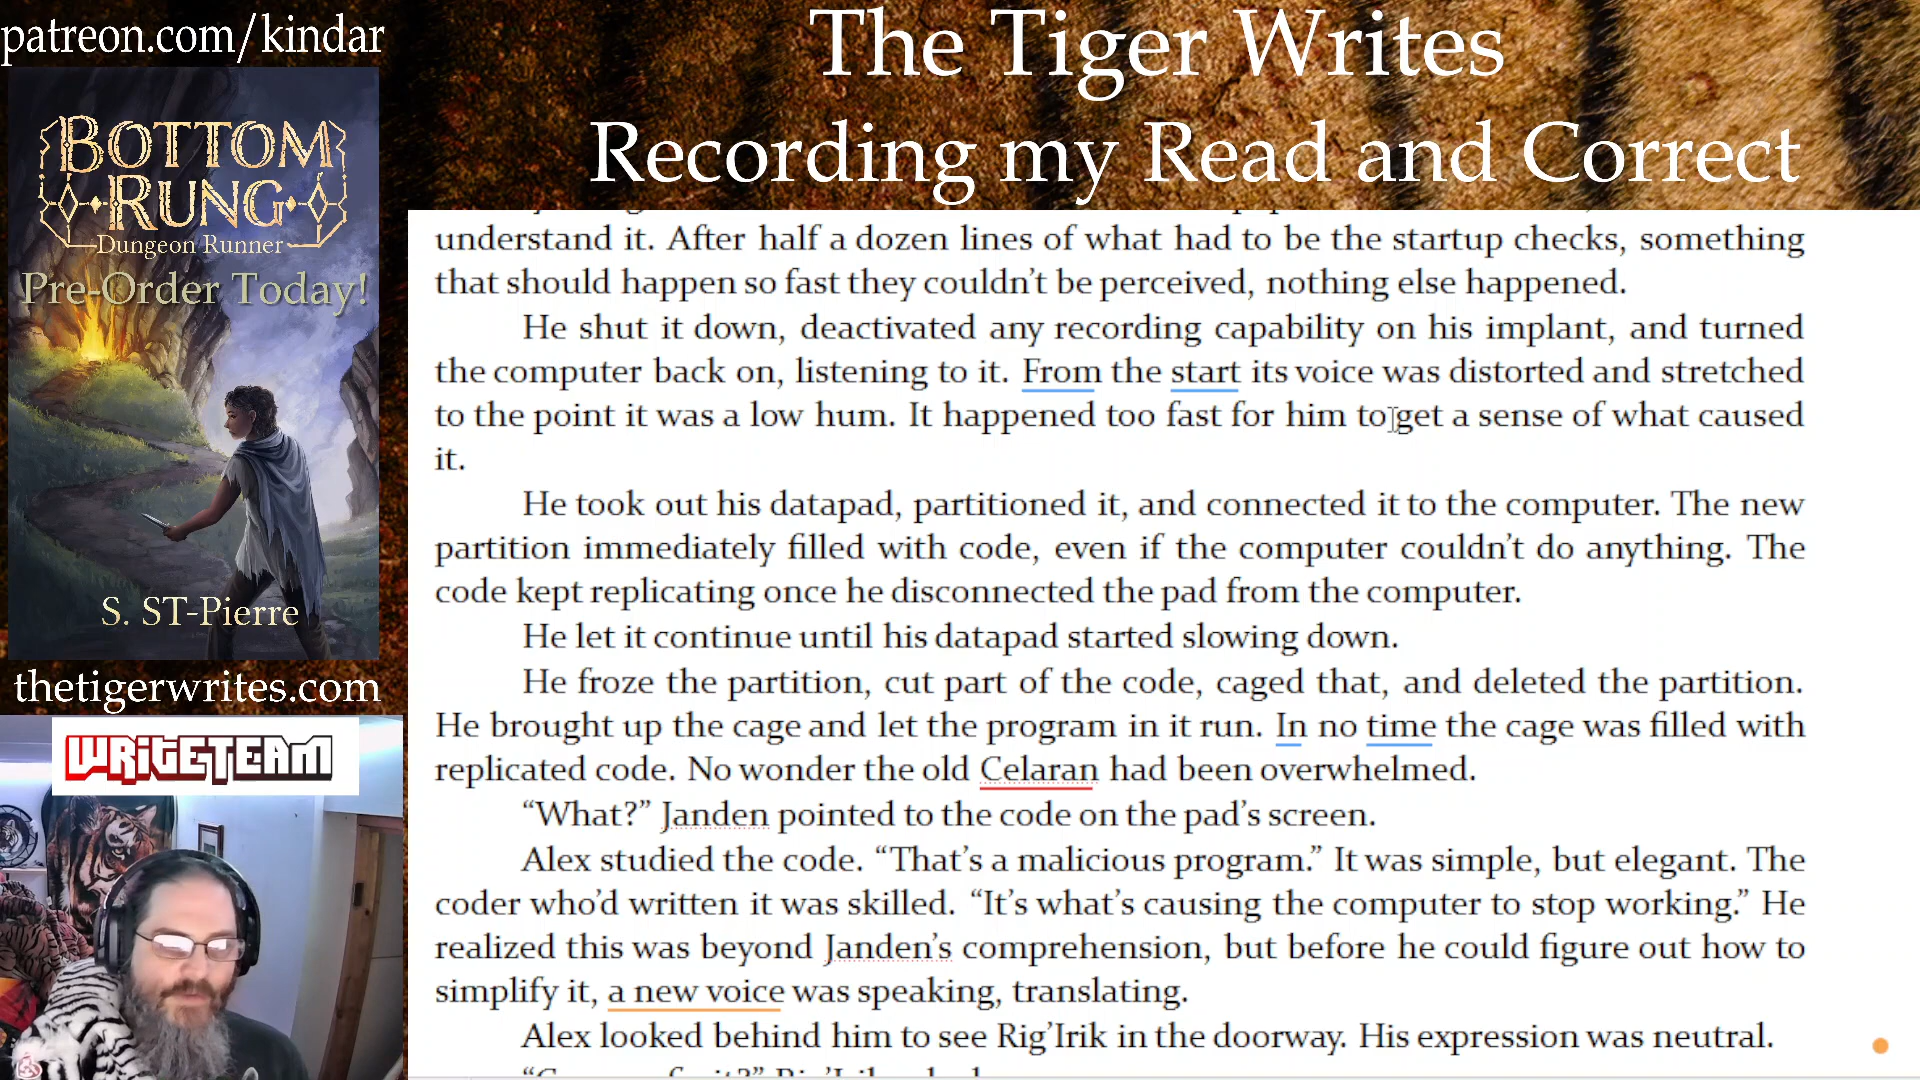 patreon.com/kindar
The Tiger Writes
Recording my Read and Correct
BOTTOM
RUNG
Dungeon Runner
Pre-Order Today!
S. ST-Pierre
thetigerwrites.com
WRITETEAM
understand it. After half a dozen lines of what had to be the startup checks, something
that should happen so fast they couldn’t be perceived, nothing else happened.
He shut it down, deactivated any recording capability on his implant, and turned
the computer back on, listening to it. From the start its voice was distorted and stretched
to the point it was a low hum. It happened too fast for him to get a sense of what caused
it.
He took out his datapad, partitioned it, and connected it to the computer. The new
partition immediately filled with code, even if the computer couldn’t do anything. The
code kept replicating once he disconnected the pad from the computer.
He let it continue until his datapad started slowing down.
He froze the partition, cut part of the code, caged that, and deleted the partition.
He brought up the cage and let the program in it run. In no time the cage was filled with
replicated code. No wonder the old Celaran had been overwhelmed.
“What?” Janden pointed to the code on the pad’s screen.
Alex studied the code. “That’s a malicious program.” It was simple, but elegant. The
coder who’d written it was skilled. “It’s what’s causing the computer to stop working.” He
realized this was beyond Janden’s comprehension, but before he could figure out how to
simplify it, a new voice was speaking, translating.
Alex looked behind him to see Rig’Irik in the doorway. His expression was neutral.